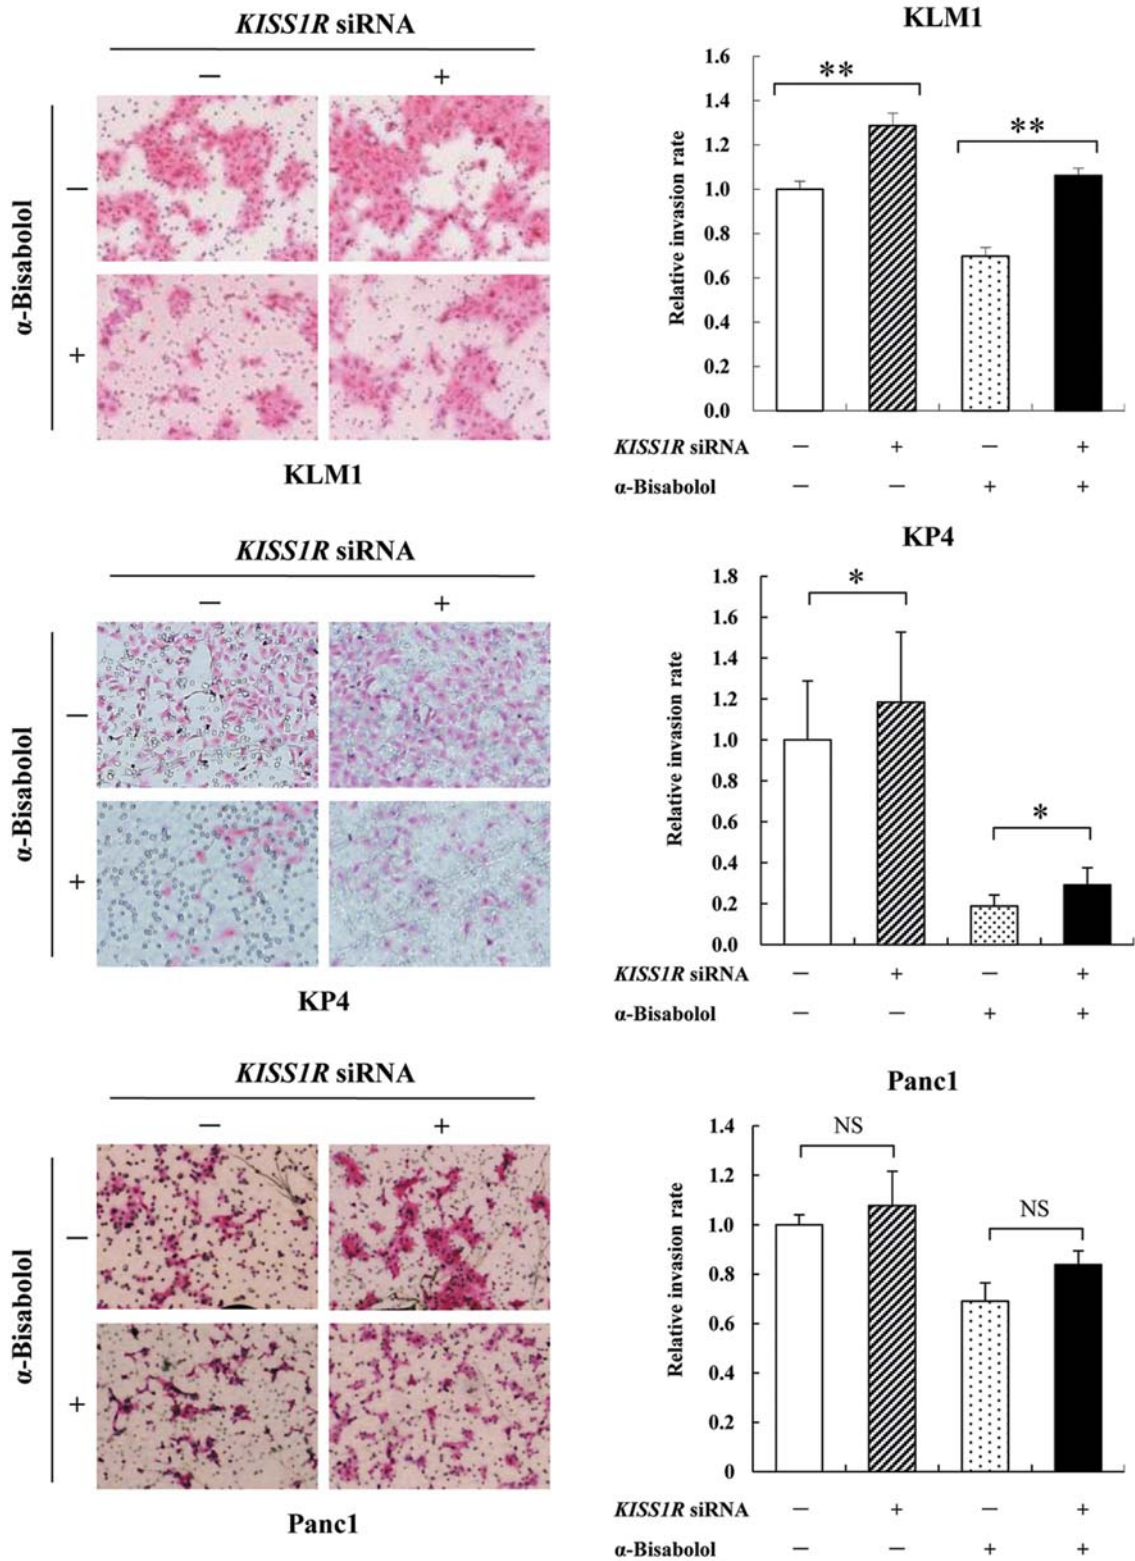 KISS1R siRNA
— +
α-Bisabolol
—
+
KLM1
KLM1
Relative invasion rate
1.6
1.4
1.2
1.0
0.8
0.6
0.4
0.2
0.0
**
**
KISS1R siRNA — + — +
α-Bisabolol — — + +
KISS1R siRNA
— +
α-Bisabolol
—
+
KP4
KP4
Relative invasion rate
1.8
1.6
1.4
1.2
1.0
0.8
0.6
0.4
0.2
0.0
*
*
KISS1R siRNA — + — +
α-Bisabolol — — + +
KISS1R siRNA
— +
α-Bisabolol
—
+
Panc1
Panc1
Relative invasion rate
1.4
1.2
1.0
0.8
0.6
0.4
0.2
0
NS
NS
KISS1R siRNA — + — +
α-Bisabolol — — + +